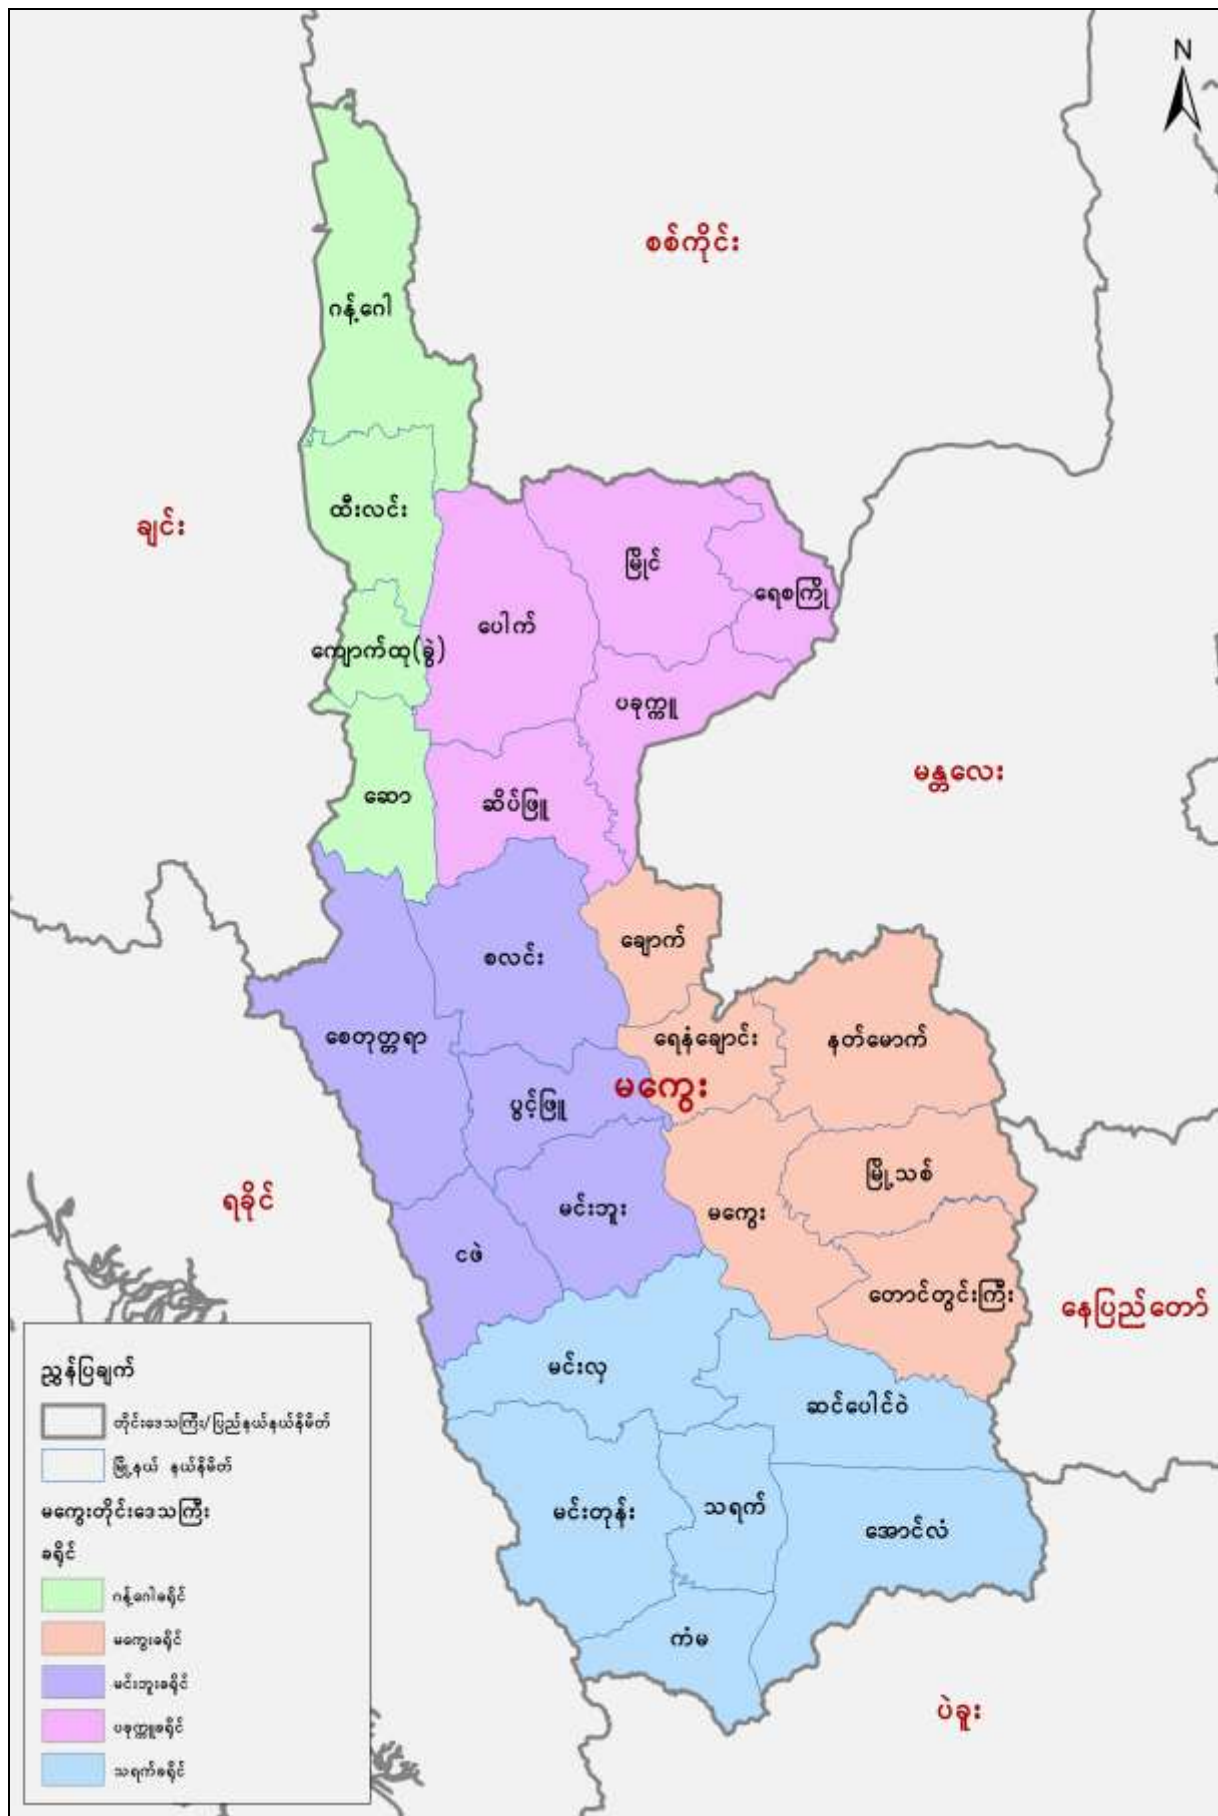 N
စစ်ကိုင်း
ဂန့်ဂေါ
ထီးလင်း
ချင်း
မြိုင်
ရေစကြို
ပေါက်
ကျောက်ထု(ခွဲ)
ပခုက္ကူ
မန္တလေး
ဆော
ဆိပ်ဖြူ
ချောက်
စလင်း
စေတုတ္တရာ
ရေနံချောင်း
နတ်မောက်
မကွေး
ပွင့်ဖြူ
မြို့သစ်
ရခိုင်
မင်းဘူး
မကွေး
ငဖဲ
တောင်တွင်းကြီး
နေပြည်တော်
မင်းလှ
ဆင်ပေါင်ဝဲ
မင်းတုန်း
သရက်
အောင်လံ
ကံမ
ပဲခူး
ညွှန်ပြချက်
တိုင်းဒေသကြီး/ပြည်နယ်နယ်နိမိတ်
မြို့နယ် နယ်နိမိတ်
မကွေးတိုင်းဒေသကြီး
ခရိုင်
ဂန့်ဂေါခရိုင်
မကွေးခရိုင်
မင်းဘူးခရိုင်
ပခုက္ကူခရိုင်
သရက်ခရိုင်